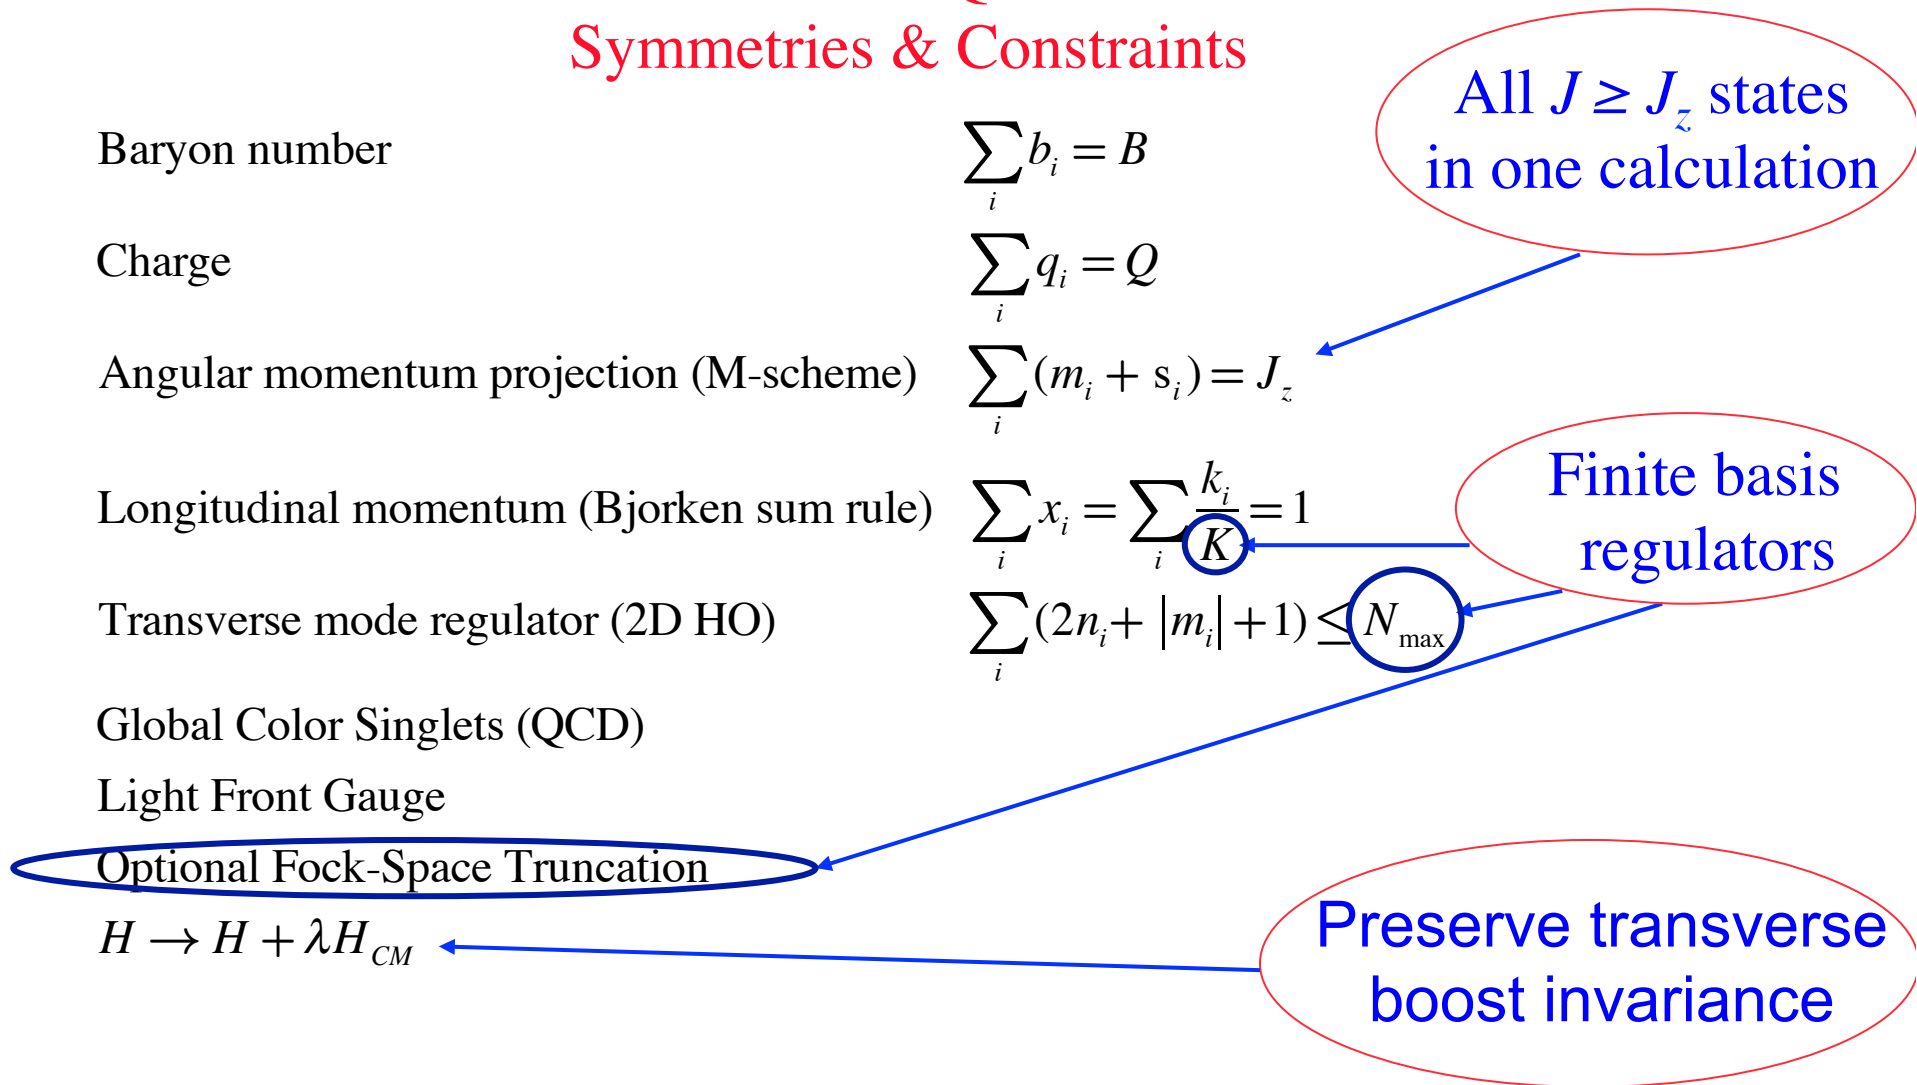 Symmetries & Constraints
All J ≥ J_z states
in one calculation
Baryon number ∑_i b_i = B
Charge ∑_i q_i = Q
Angular momentum projection (M-scheme) ∑_i (m_i + s_i) = J_z
Longitudinal momentum (Bjorken sum rule) ∑_i x_i = ∑_i k_i/K = 1
Finite basis
regulators
Transverse mode regulator (2D HO) ∑_i (2n_i + |m_i| + 1) ≤ N_max
Global Color Singlets (QCD)
Light Front Gauge
Optional Fock-Space Truncation
H → H + λH_CM
Preserve transverse
boost invariance